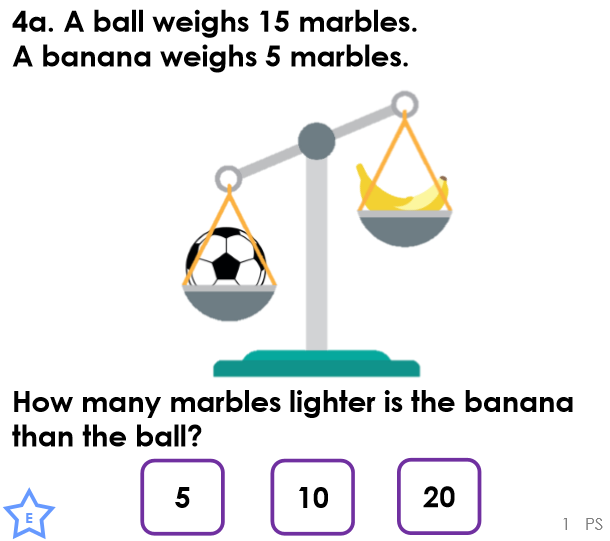 4a. A ball weighs 15 marbles.
A banana weighs 5 marbles.
How many marbles lighter is the banana
than the ball?
5 10 20
E
1 PS